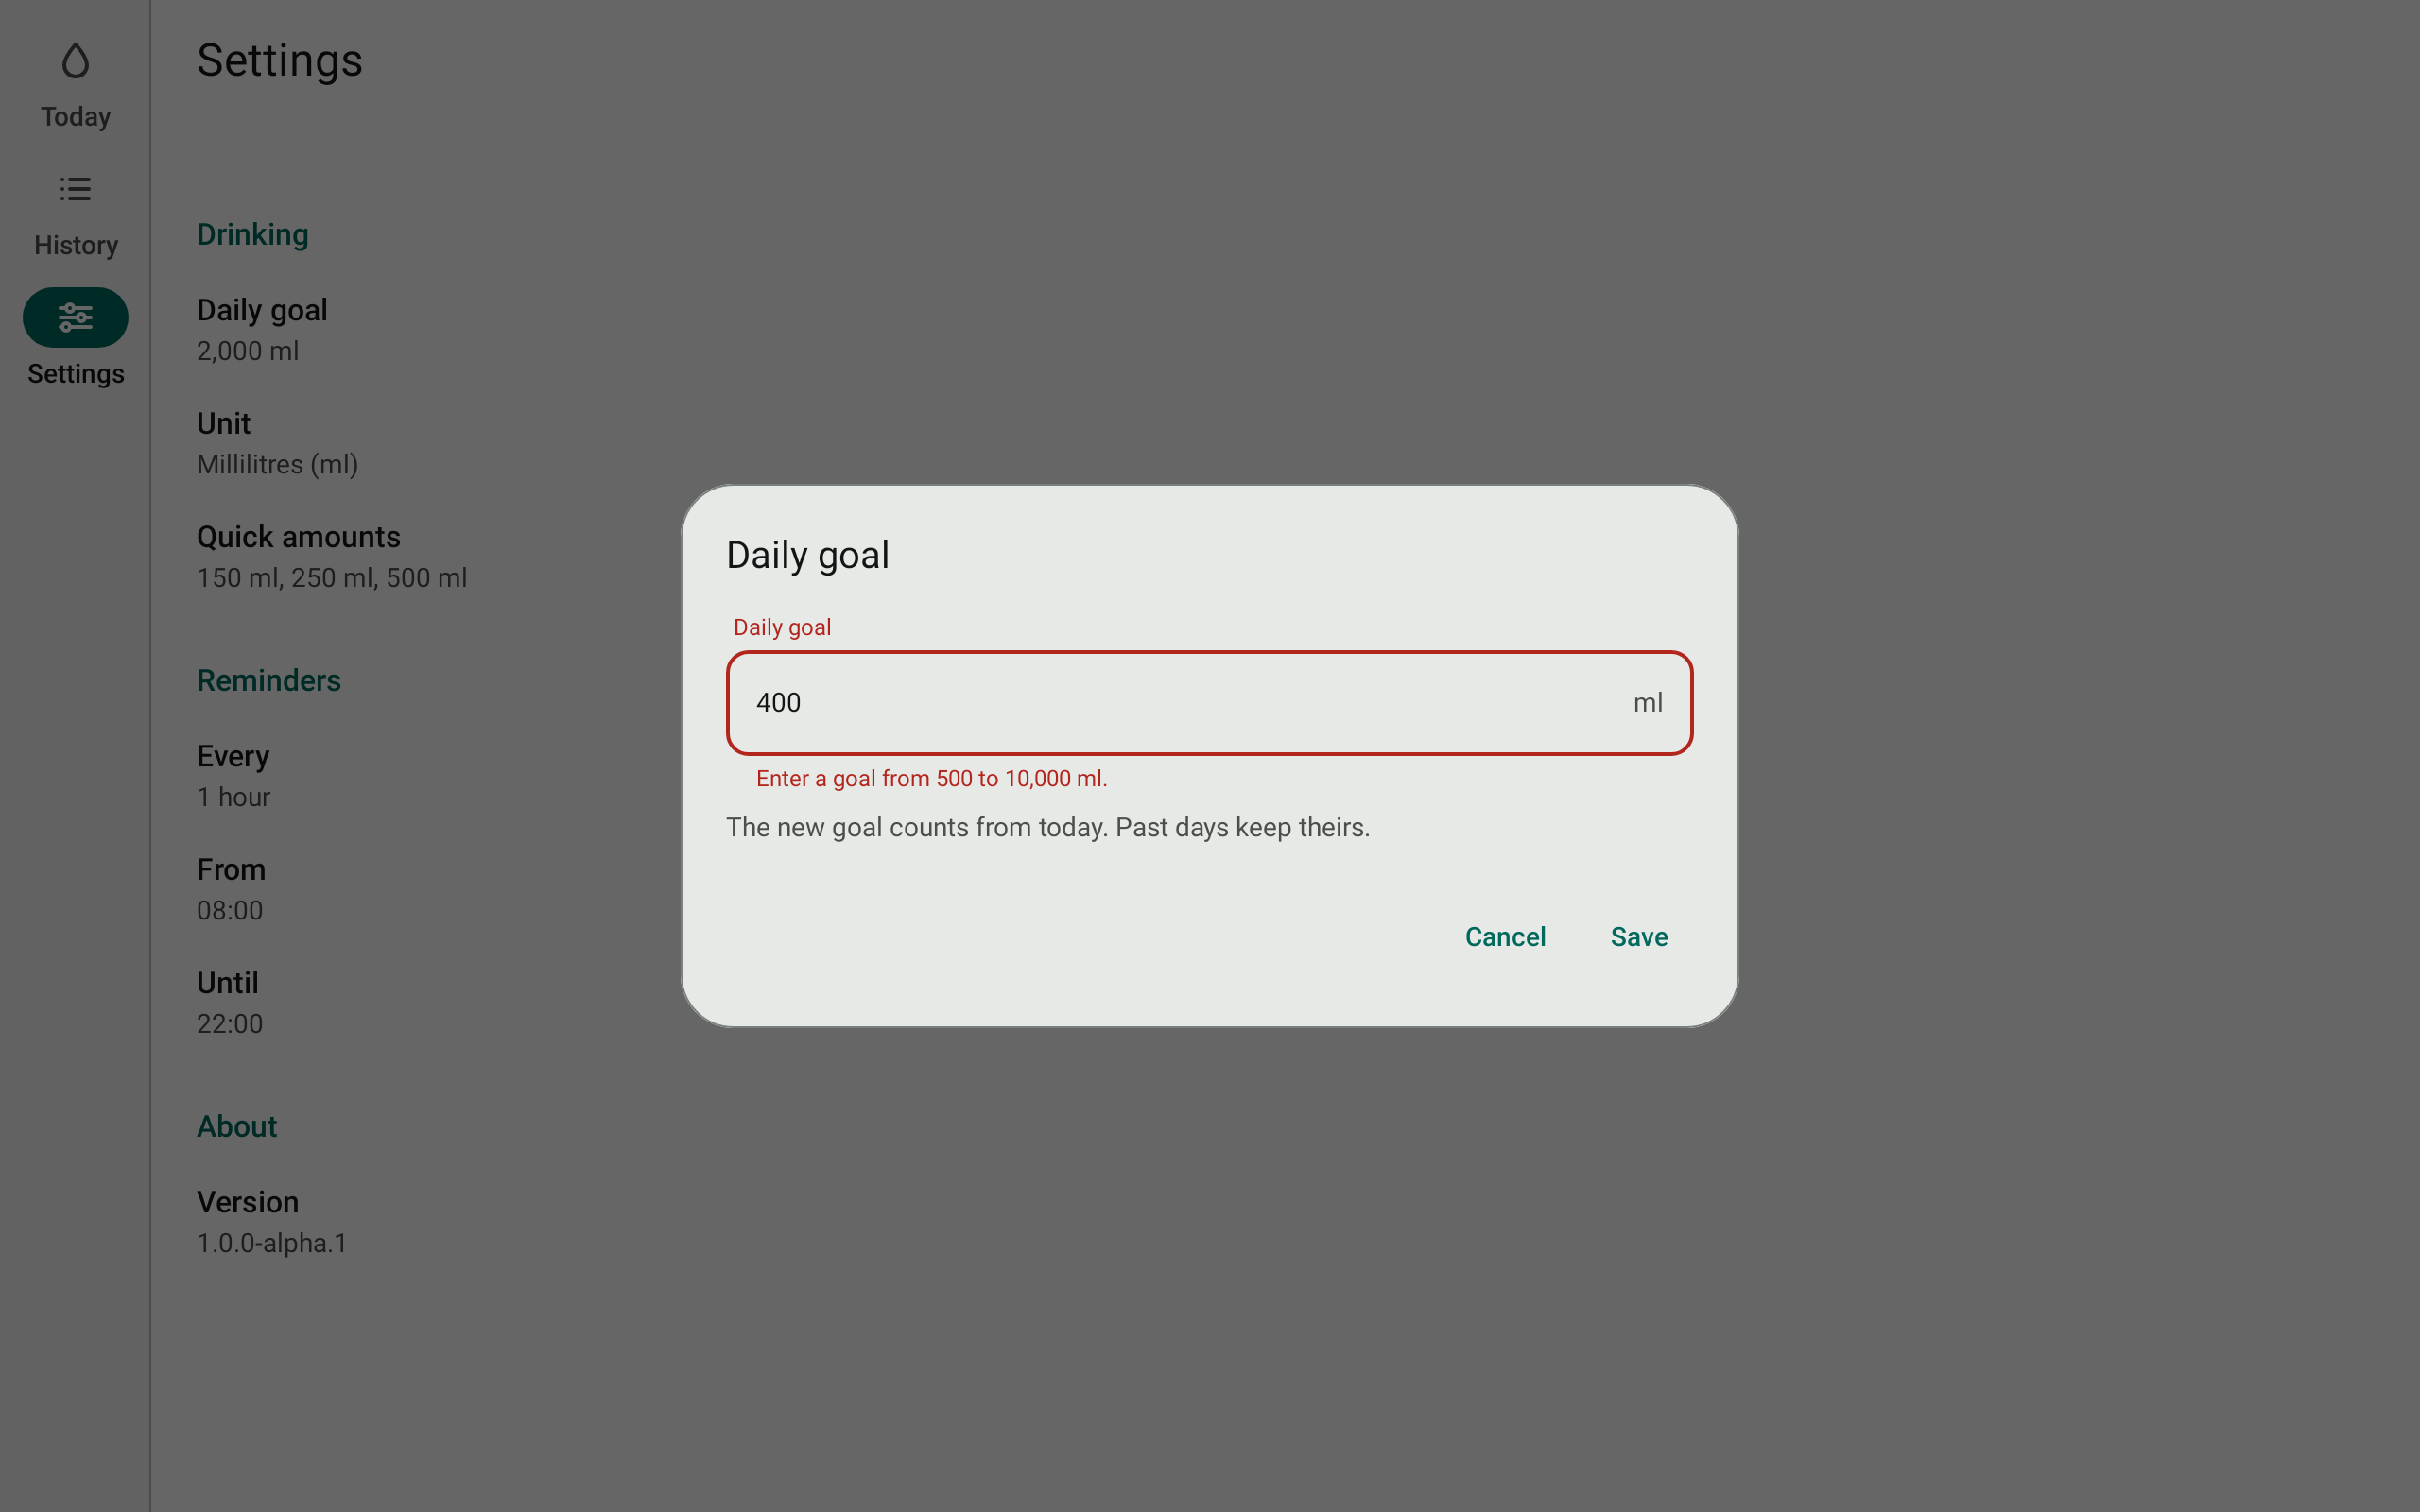 Today
History
Settings
Settings
Drinking
Daily goal
2,000 ml
Unit
Millilitres (ml)
Quick amounts
150 ml, 250 ml, 500 ml
Reminders
Every
1 hour
From
08:00
Until
22:00
About
Version
1.0.0-alpha.1
Daily goal
Daily goal
400 ml
Enter a goal from 500 to 10,000 ml.
The new goal counts from today. Past days keep theirs.
Cancel Save